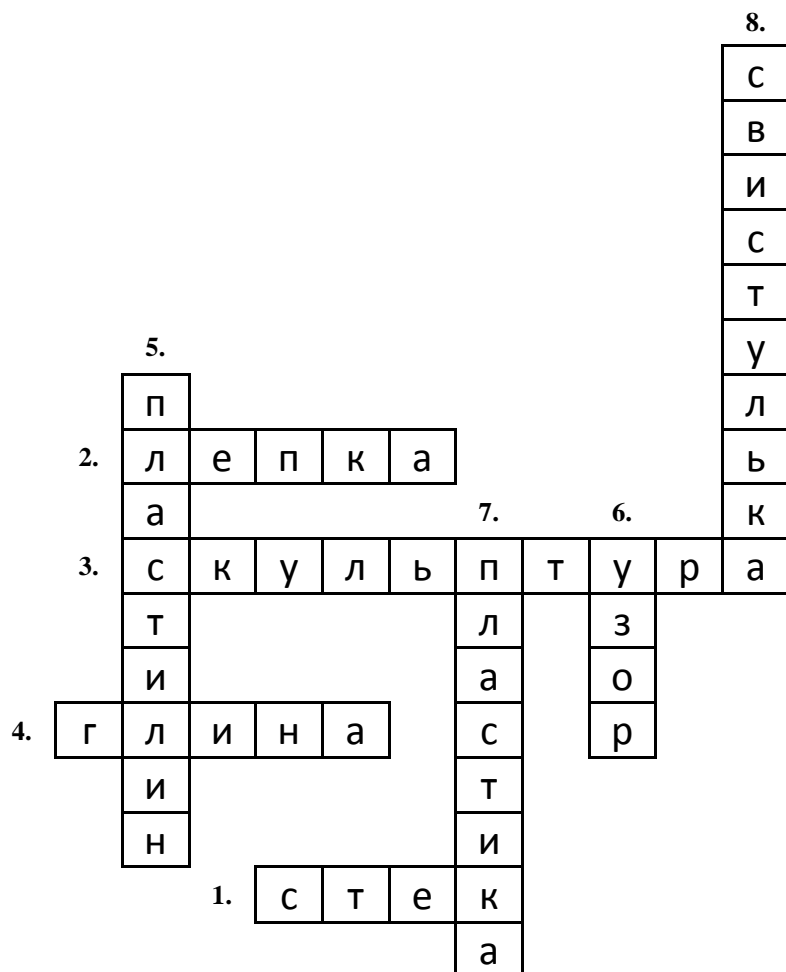 8.
с
в
и
с
т
5. у
п л
2. л е п к а ь
а 7. 6. к
3. с к у л ь п т у р а
т л з
и а о
4. г л и н а с р
и т
н и
1. с т е к
а